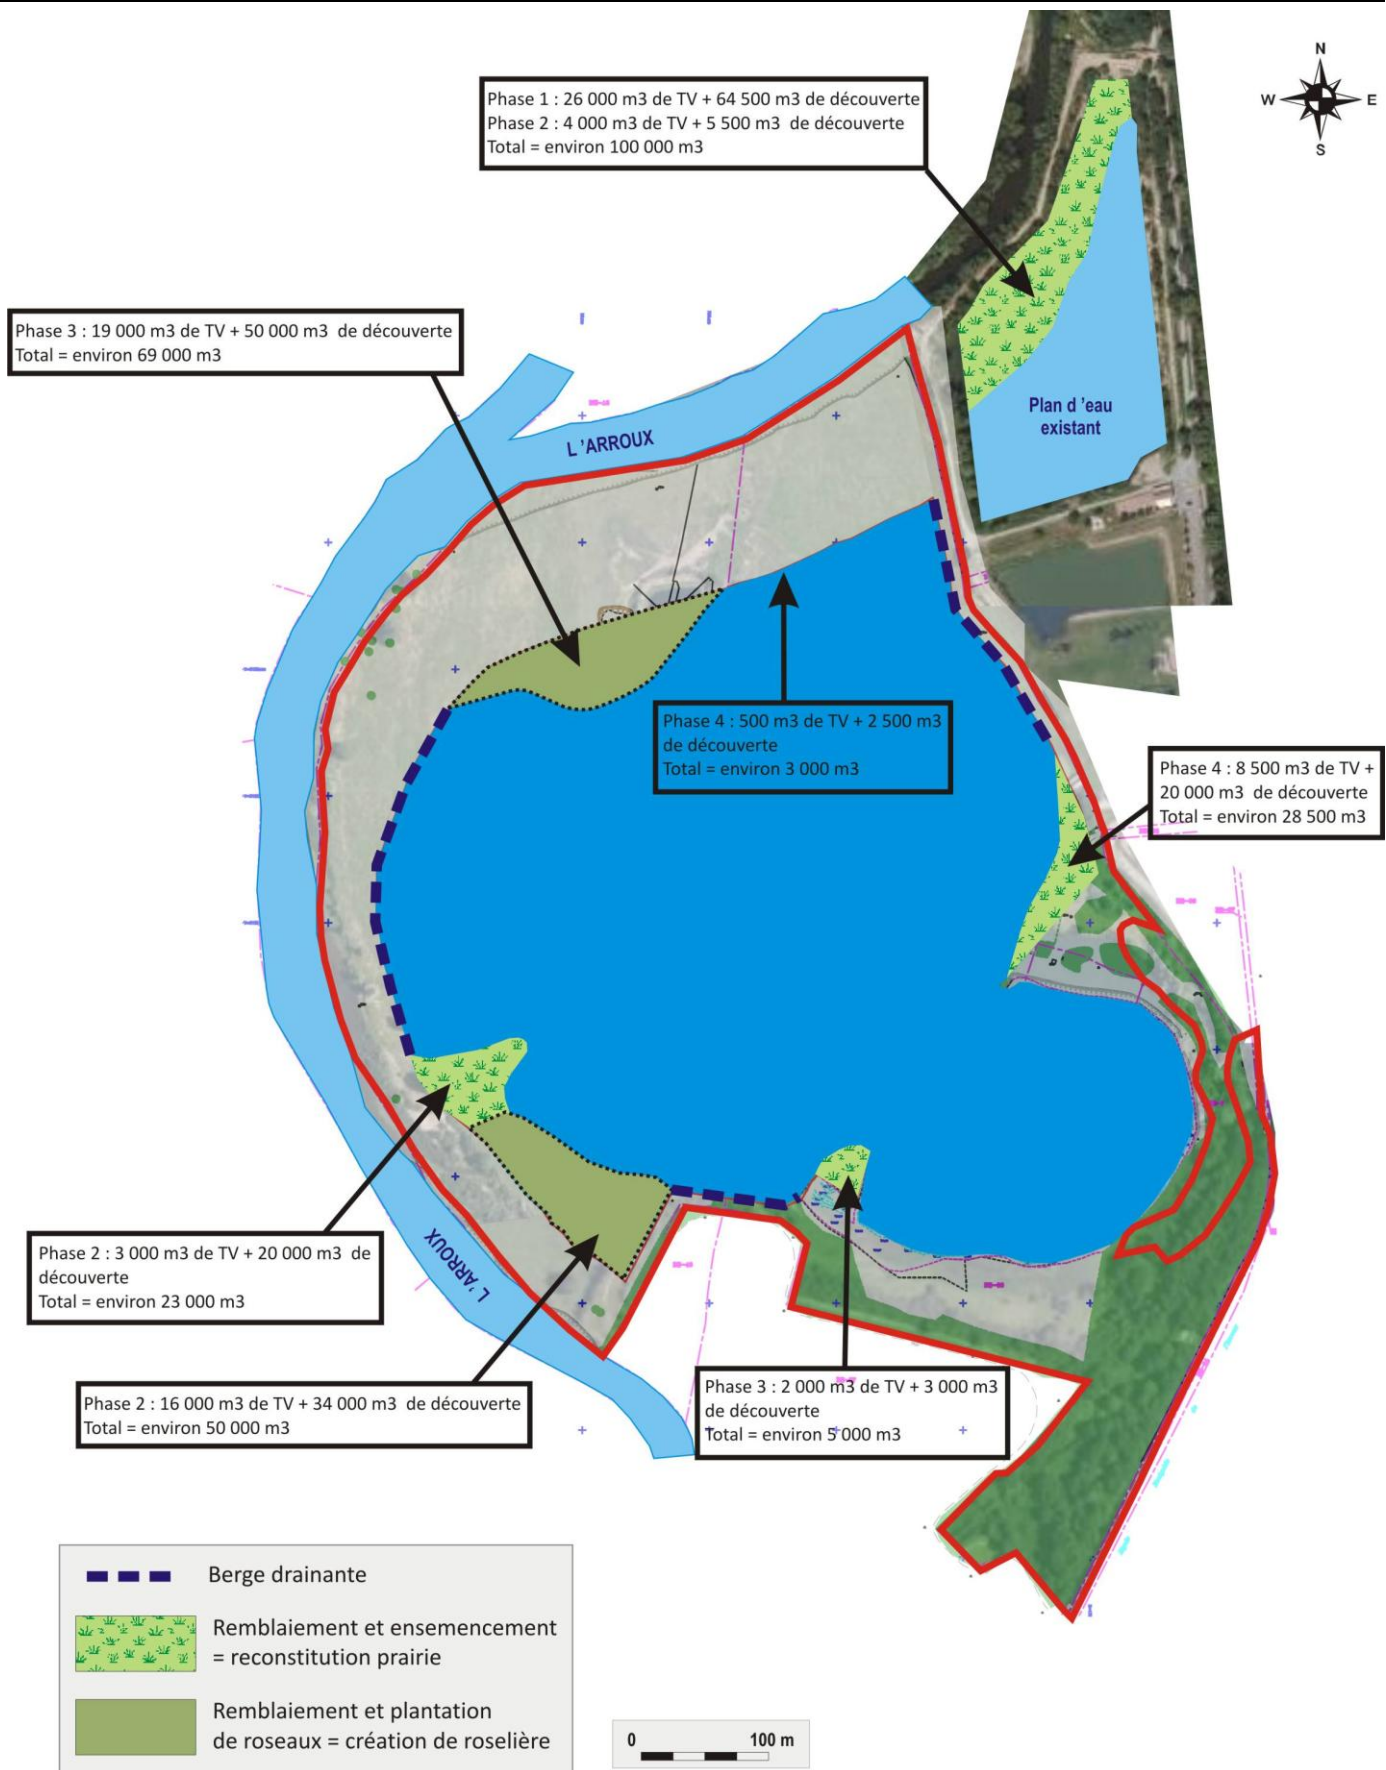 N
W
E
S
Phase 1 : 26 000 m3 de TV + 64 500 m3 de découverte
Phase 2 : 4 000 m3 de TV + 5 500 m3 de découverte
Total = environ 100 000 m3
Phase 3 : 19 000 m3 de TV + 50 000 m3 de découverte
Total = environ 69 000 m3
Plan d 'eau
existant
L 'ARROUX
Phase 4 : 500 m3 de TV + 2 500 m3
de découverte
Total = environ 3 000 m3
Phase 4 : 8 500 m3 de TV +
20 000 m3 de découverte
Total = environ 28 500 m3
Phase 2 : 3 000 m3 de TV + 20 000 m3 de
découverte
Total = environ 23 000 m3
L 'ARROUX
Phase 2 : 16 000 m3 de TV + 34 000 m3 de découverte
Total = environ 50 000 m3
Phase 3 : 2 000 m3 de TV + 3 000 m3
de découverte
Total = environ 5 000 m3
Berge drainante
Remblaiement et ensemencement
= reconstitution prairie
Remblaiement et plantation
de roseaux = création de roselière
0 100 m